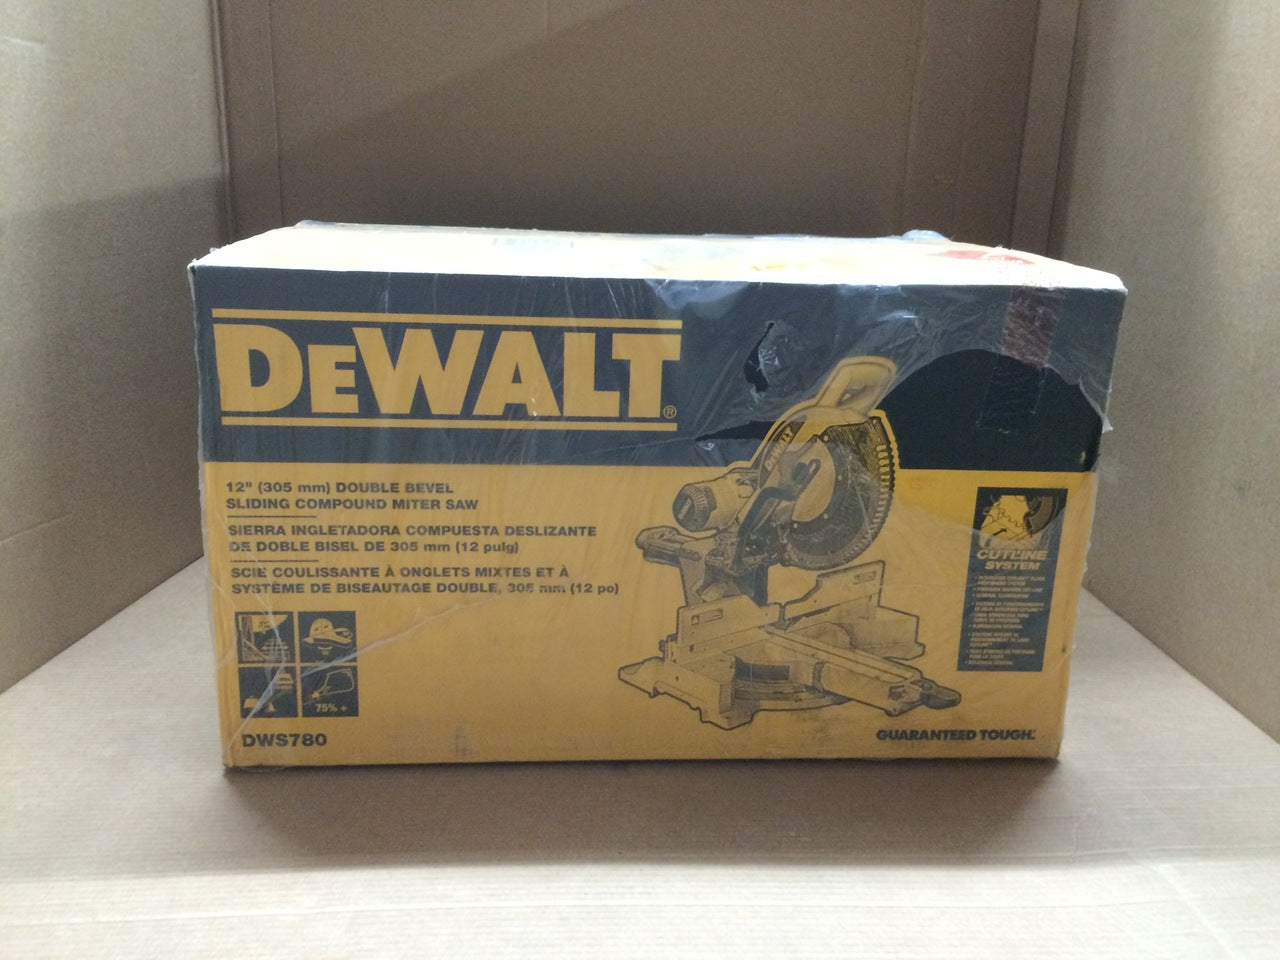 DEWALT®
12" (305 mm) DOUBLE BEVEL
SLIDING COMPOUND MITER SAW
SIERRA INGLETADORA COMPUESTA DESLIZANTE
DE DOBLE BISEL DE 305 mm (12 pulg)
SCIE COULISSANTE À ONGLETS MIXTES ET À
SYSTÈME DE BISEAUTAGE DOUBLE, 305 mm (12 po)
75% +
DWS780
DEWALT
CUTLINE
SYSTEM
GUARANTEED TOUGH.